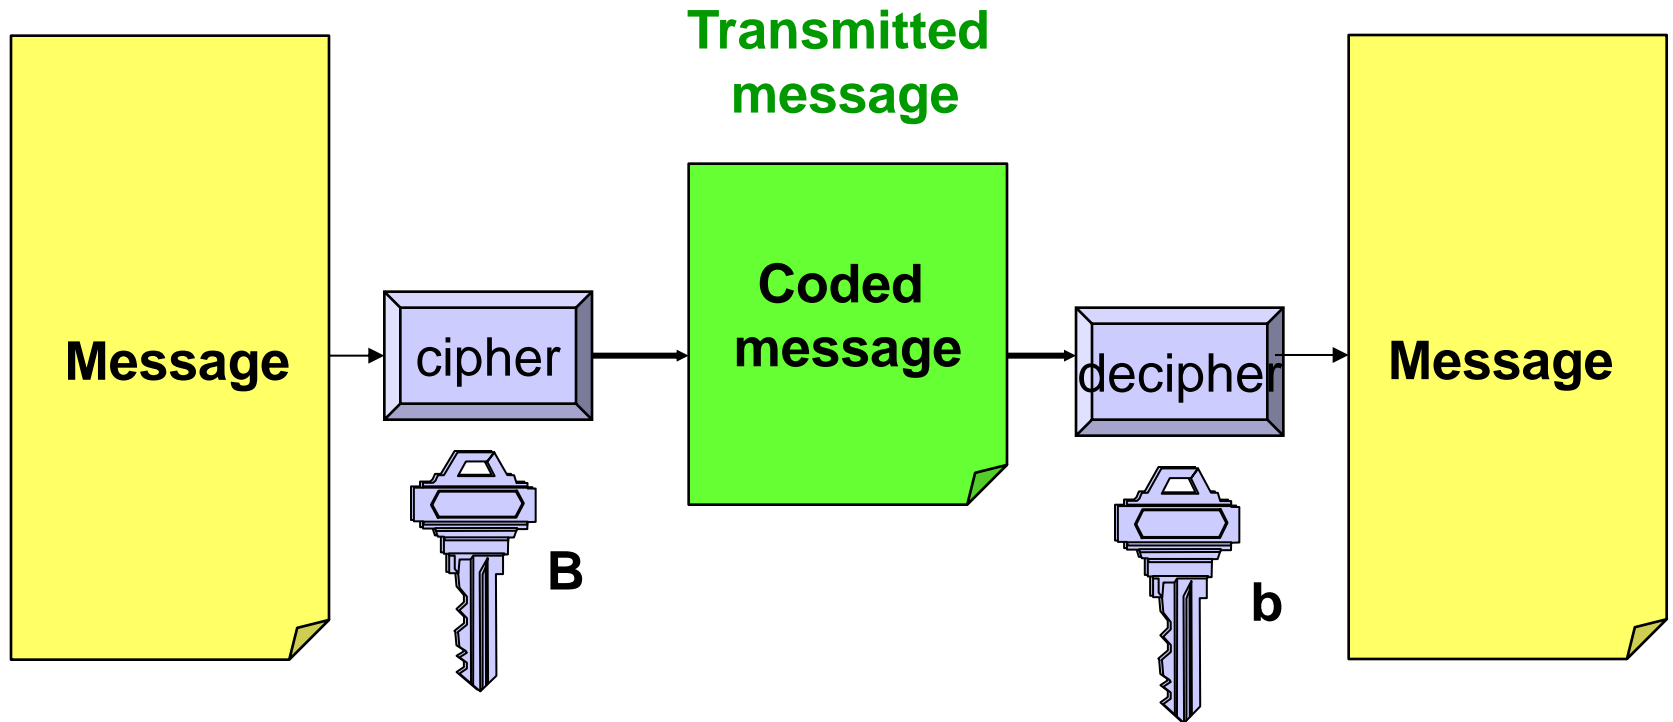 Transmitted
message
Message
cipher
Coded
message
decipher
Message
B
b